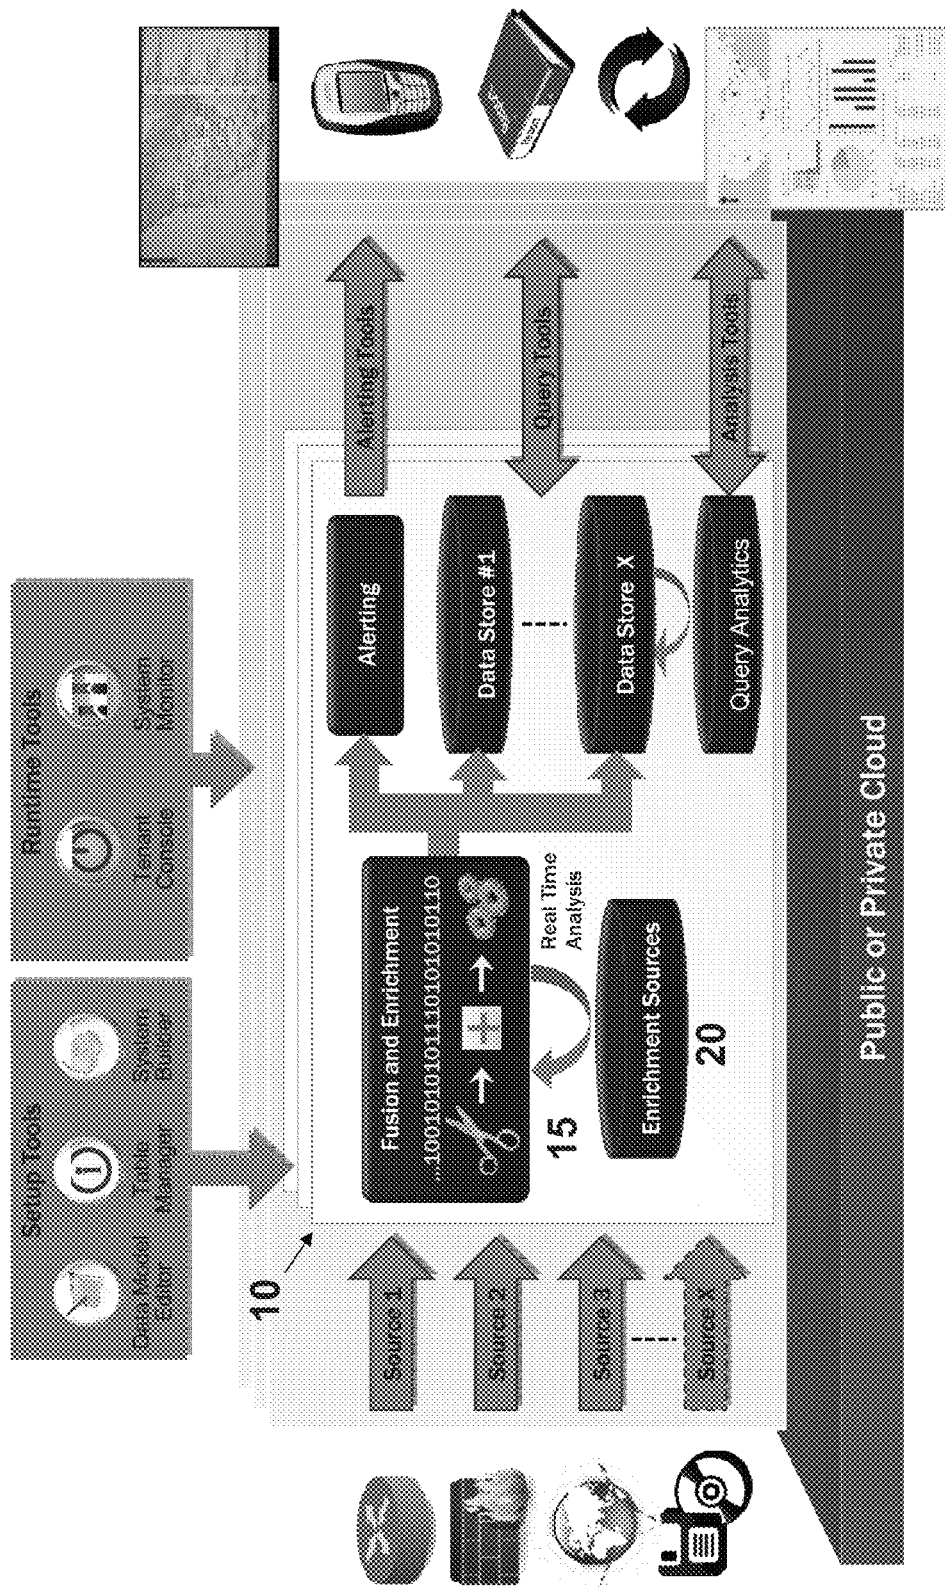 Setup Tools
Data Model
Editor
Table
Manager
System
Builder
Runtime Tools
Tenant
Console
System
Monitor
10
Source 1
Source 2
Source 3
Source X
Fusion and Enrichment
...10010101010111010101010110
15
Real Time
Analysis
Enrichment Sources
20
Alerting
Data Store #1
Data Store X
Query Analytics
Alerting Tools
Query Tools
Analysis Tools
Public or Private Cloud